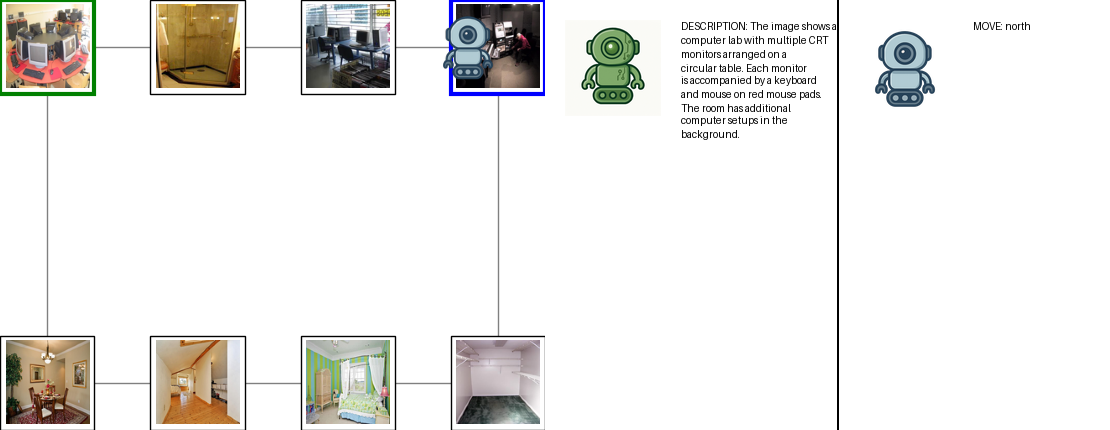 DESCRIPTION: The image shows a
computer lab with multiple CRT
monitors arranged on a
circular table. Each monitor
is accompanied by a keyboard
and mouse on red mouse pads.
The room has additional
computer setups in the
background.
MOVE: north